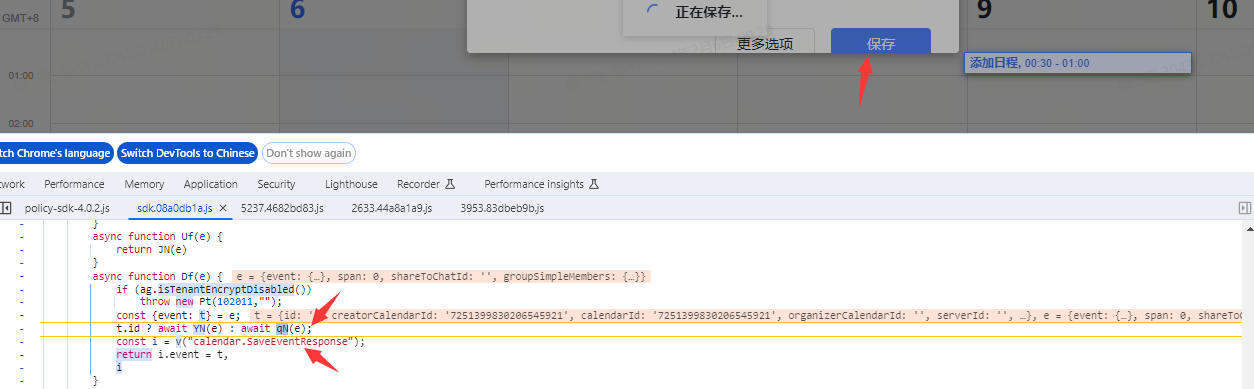 GMT+8
5
6
9
10
正在保存...
更多选项
保存
添加日程, 00:30 - 01:00
01:00
02:00
tch Chrome's language
Switch DevTools to Chinese
Don't show again
twork
Performance
Memory
Application
Security
Lighthouse
Recorder
Performance insights
policy-sdk-4.0.2.js
sdk.08a0db1a.js
5237.4682bd83.js
2633.44a8a1a9.js
3953.83dbeb9b.js
- }
- async function Uf(e) {
- return JN(e)
- }
- async function Df(e) { e = {event: {…}, span: 0, shareToChatId: '', groupSimpleMembers: {…}}
- if (ag.isTenantEncryptDisabled())
- throw new Pt(102011,"");
- const {event: t} = e; t = {id: ' creatorCalendarId: '7251399830206545921', calendarId: '7251399830206545921', organizerCalendarId: '', serverId: '', …}, e = {event: {…}, span: 0, shareToC
- t.id ? await YN(e) : await qN(e);
- const i = v("calendar.SaveEventResponse");
- return i.event = t,
- i
- }